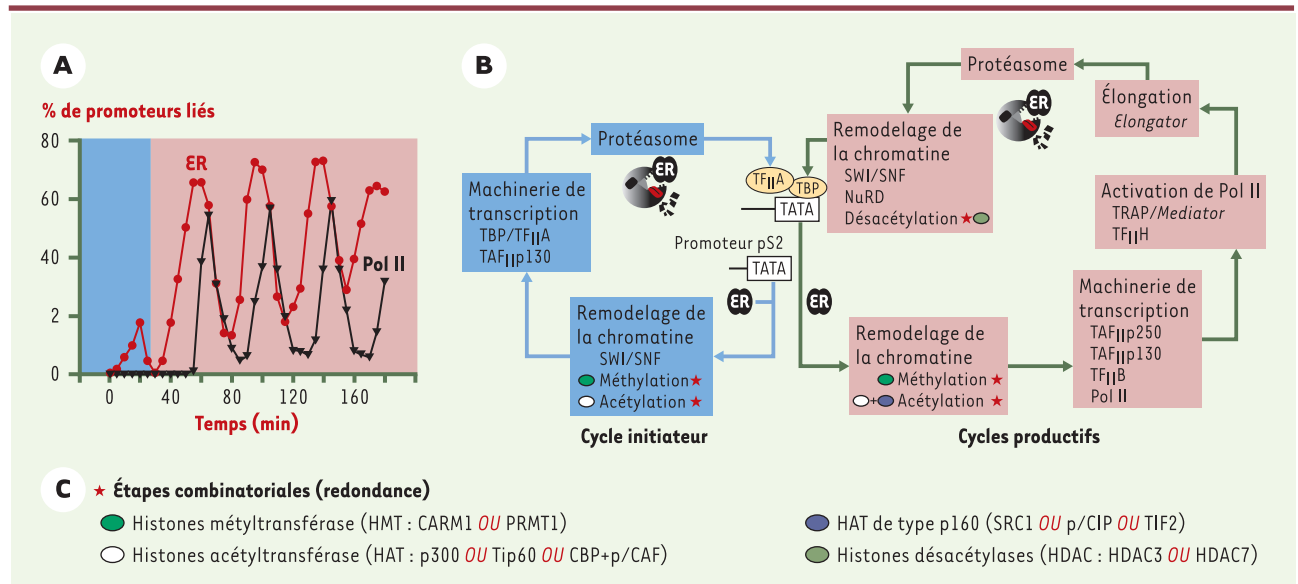 A
% de promoteurs liés
80
60
40
2
0
ER
Pol II
0
40
80
120
160
Temps (min)
B
Protéasome
ER
Machinerie de
transcription
TBP/TFIIA
TAFIIp130
Remodelage de
la chromatine
SWI/SNF
Méthylation ★
Acétylation ★
Cycle initiateur
TFIIA
TBP
TATA
Promoteur pS2
TATA
ER
ER
Protéasome
ER
Remodelage de
la chromatine
SWI/SNF
NuRD
Désacétylation ★
Élongation
Elongator
Activation de Pol II
TRAP/Mediator
TFIIH
Machinerie de
transcription
TAFIIp250
TAFIIp130
TFIIB
Pol II
Remodelage de
la chromatine
Méthylation ★
+ Acétylation ★
Cycles productifs
C
★ Étapes combinatoriales (redondance)
Histones métyltransférase (HMT : CARM1 OU PRMT1)
Histones acétyltransférase (HAT : p300 OU Tip60 OU CBP+p/CAF)
HAT de type p160 (SRC1 OU p/CIP OU TIF2)
Histones désacétylases (HDAC : HDAC3 OU HDAC7)